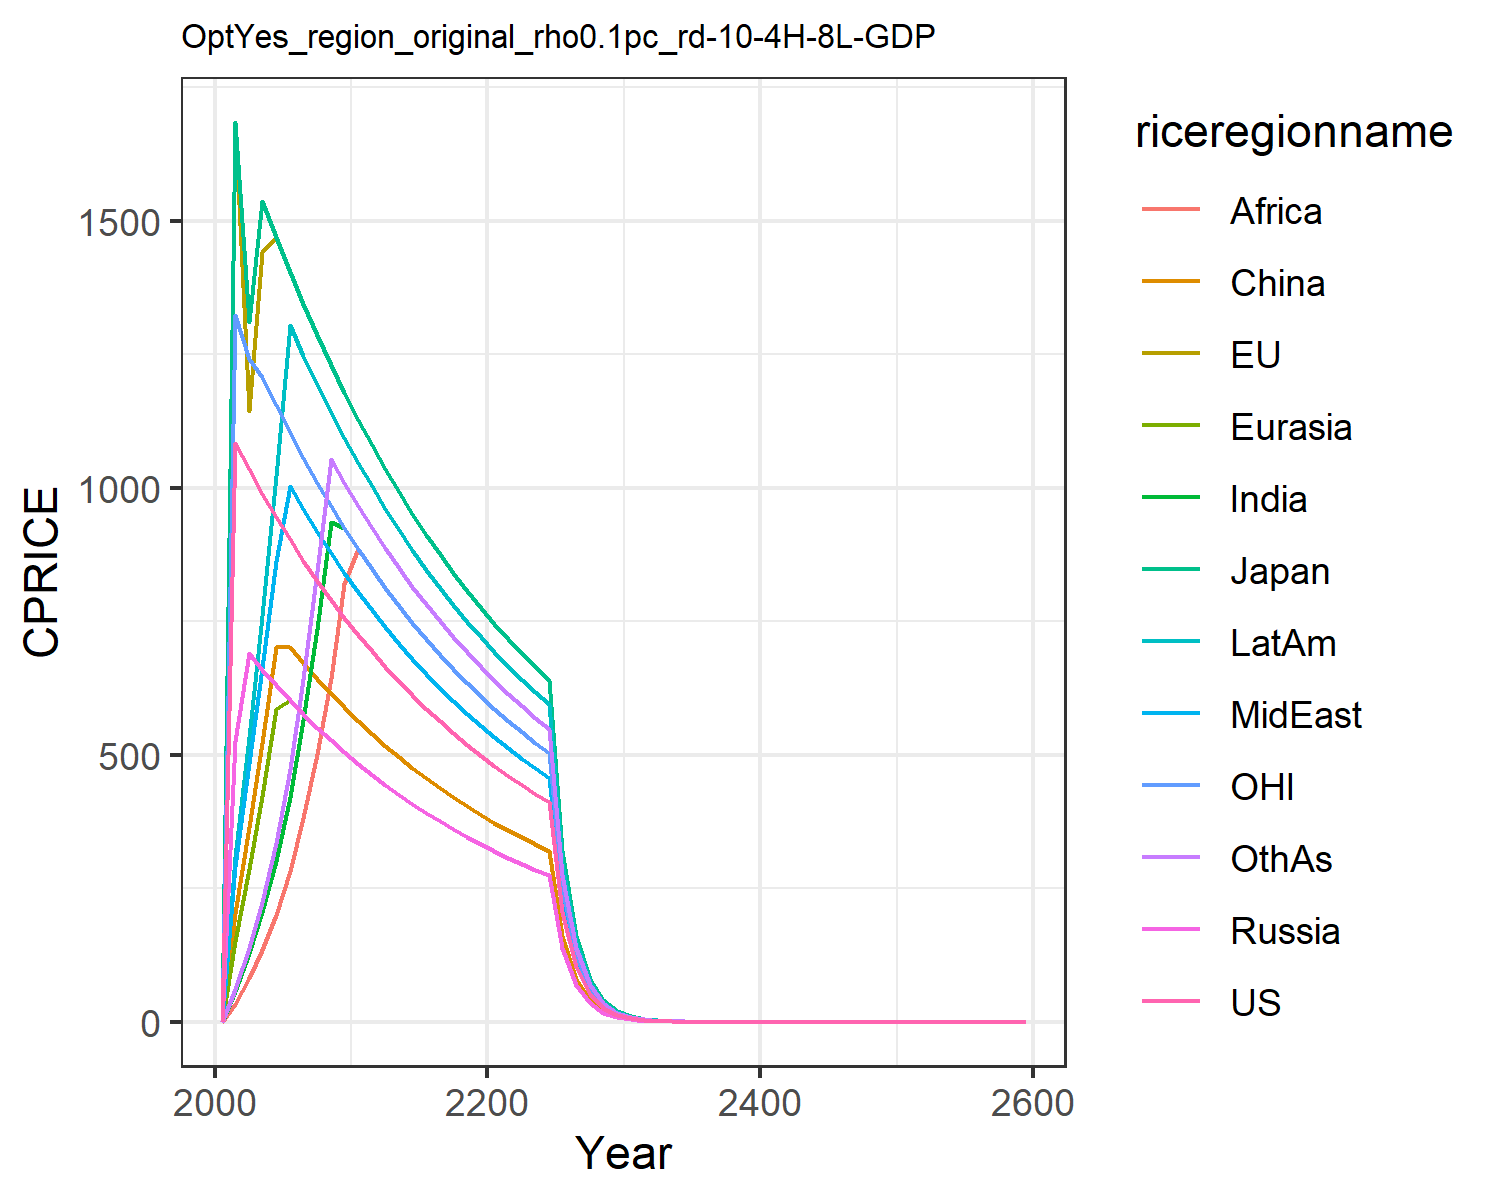 OptYes_region_original_rho0.1pc_rd-10-4H-8L-GDP
CPRICE
1500
1000
500
0
2000 2200 2400 2600
Year
riceregionname
Africa
China
EU
Eurasia
India
Japan
LatAm
MidEast
OHI
OthAs
Russia
US